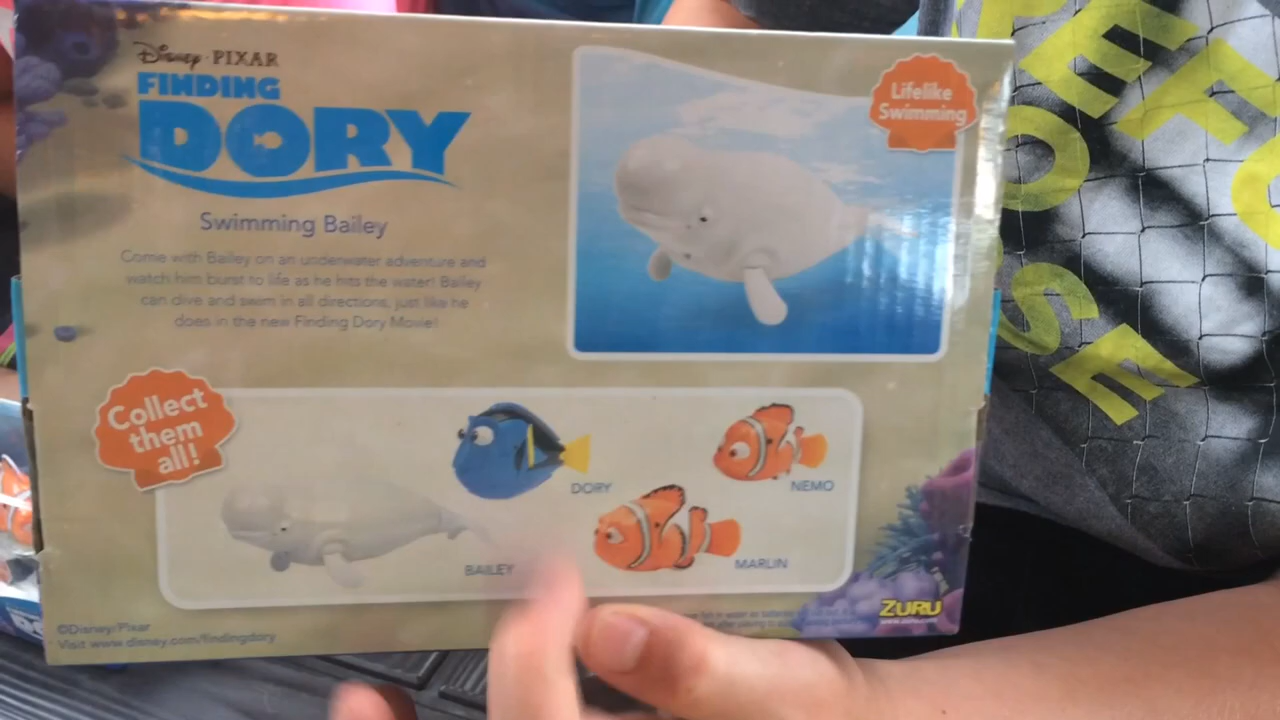 Disney · PIXAR
FINDING
DORY
Swimming Bailey
Come with Bailey on an underwater adventure and
watch him burst to life as he hits the water! Bailey
can dive and swim in all directions, just like he
does in the new Finding Dory Movie!
Lifelike
Swimming
Collect
them
all!
DORY
NEMO
BAILEY
MARLIN
©Disney/Pixar
Visit www.disney.com/findingdory
ZURU